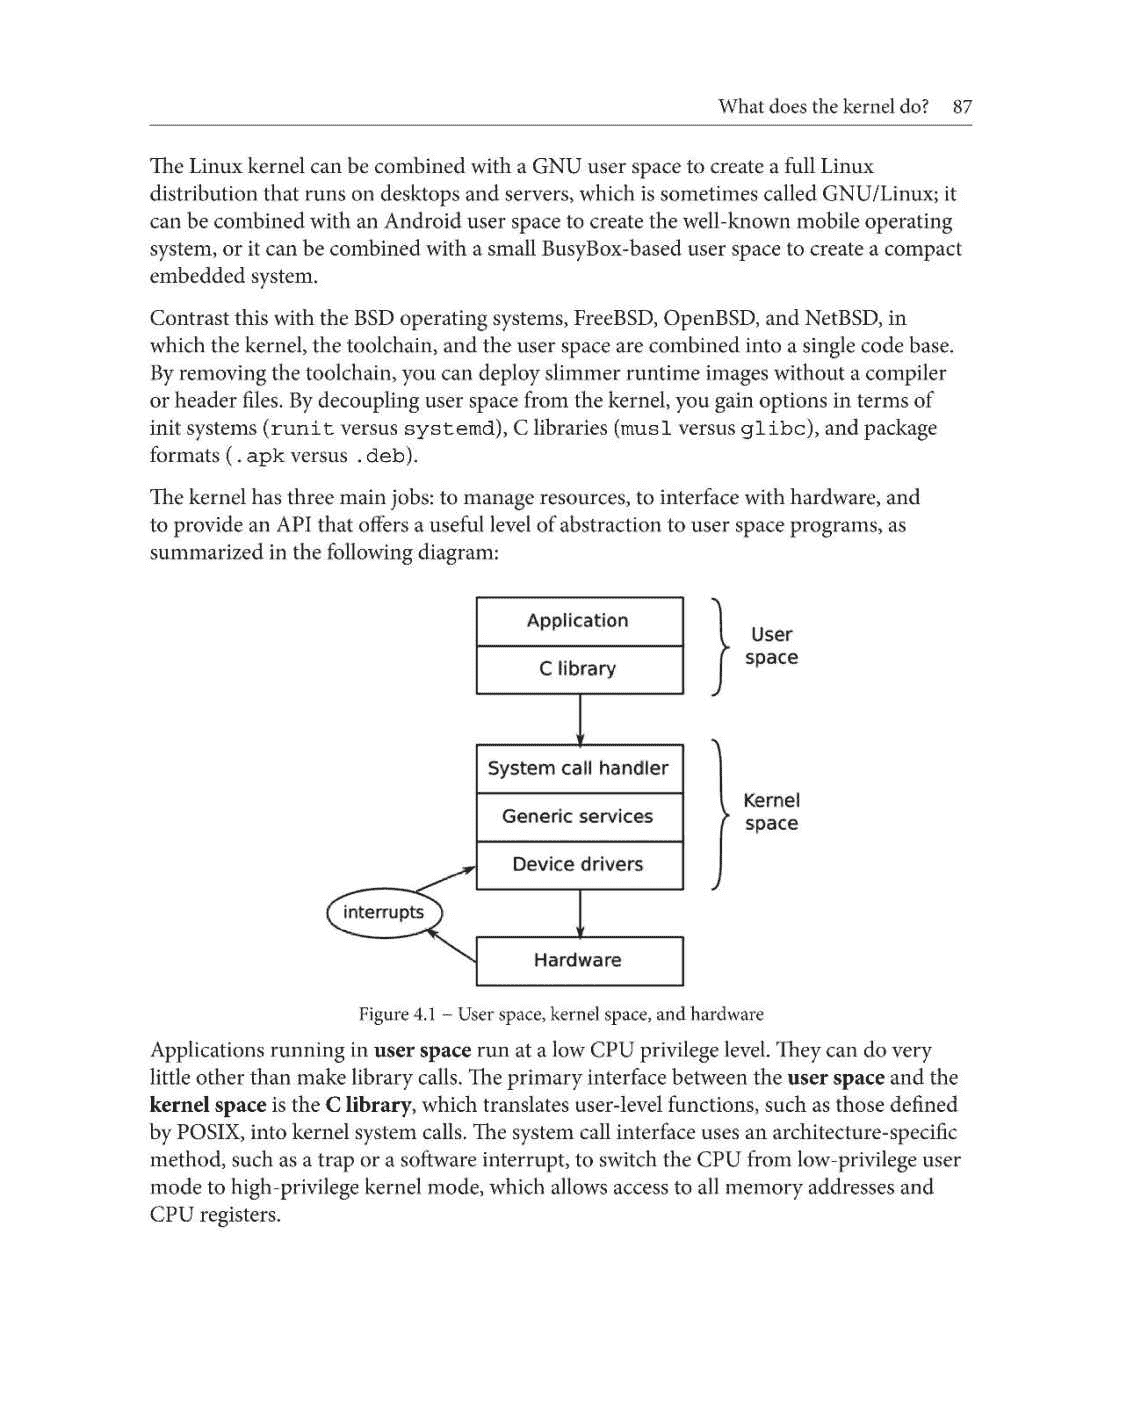 What does the kernel do? 87
The Linux kernel can be combined with a GNU user space to create a full Linux
distribution that runs on desktops and servers, which is sometimes called GNU/Linux; it
can be combined with an Android user space to create the well-known mobile operating
system, or it can be combined with a small BusyBox-based user space to create a compact
embedded system.
Contrast this with the BSD operating systems, FreeBSD, OpenBSD, and NetBSD, in
which the kernel, the toolchain, and the user space are combined into a single code base.
By removing the toolchain, you can deploy slimmer runtime images without a compiler
or header files. By decoupling user space from the kernel, you gain options in terms of
init systems (runit versus systemd), C libraries (musl versus glibc), and package
formats (.apk versus .deb).
The kernel has three main jobs: to manage resources, to interface with hardware, and
to provide an API that offers a useful level of abstraction to user space programs, as
summarized in the following diagram:
Application
C library
User
space
System call handler
Generic services
Device drivers
Kernel
space
interrupts
Hardware
Figure 4.1 – User space, kernel space, and hardware
Applications running in user space run at a low CPU privilege level. They can do very
little other than make library calls. The primary interface between the user space and the
kernel space is the C library, which translates user-level functions, such as those defined
by POSIX, into kernel system calls. The system call interface uses an architecture-specific
method, such as a trap or a software interrupt, to switch the CPU from low-privilege user
mode to high-privilege kernel mode, which allows access to all memory addresses and
CPU registers.